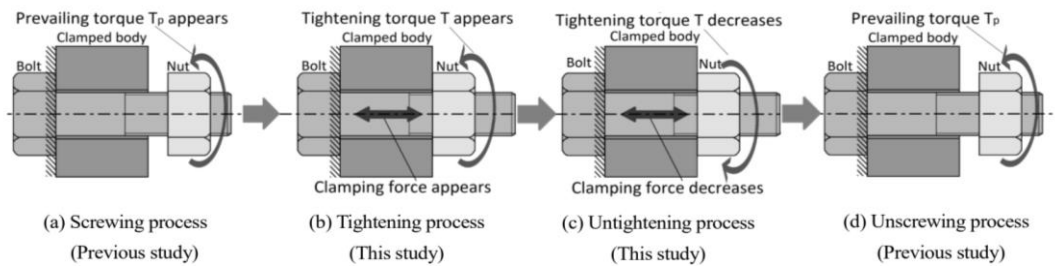 Prevailing torque Tₚ appears
Clamped body
Bolt
Nut
(a) Screwing process
(Previous study)
Tightening torque T appears
Clamped body
Bolt
Nut
Clamping force appears
(b) Tightening process
(This study)
Tightening torque T decreases
Clamped body
Bolt
Nut
Clamping force decreases
(c) Untightening process
(This study)
Prevailing torque Tₚ
Clamped body
Bolt
Nut
(d) Unscrewing process
(Previous study)